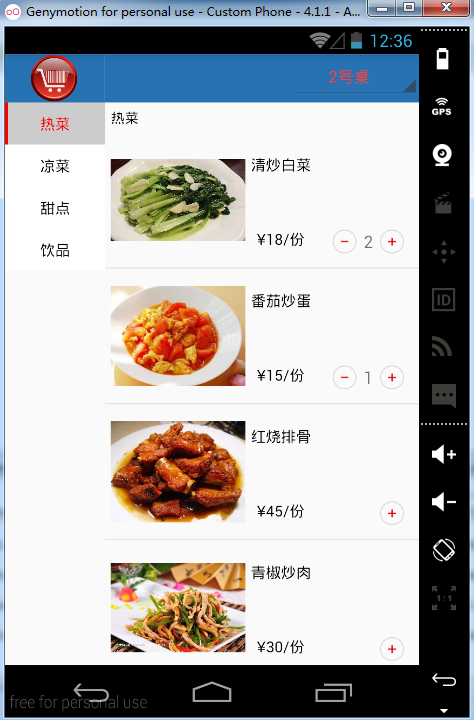 Genymotion for personal use - Custom Phone - 4.1.1 - A...
12:36
2号桌
热菜
凉菜
甜点
饮品
热菜
清炒白菜
¥18/份
2
番茄炒蛋
¥15/份
1
红烧排骨
¥45/份
青椒炒肉
¥30/份
GPS
ID
1:1
free for personal use